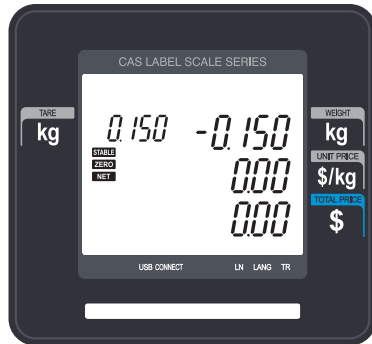 CAS LABEL SCALE SERIES
TARE
kg
0.150 -0.150
STABLE
ZERO
NET
0.00
0.00
WEIGHT
kg
UNIT PRICE
$/kg
TOTAL PRICE
$
USB CONNECT LN LANG TR